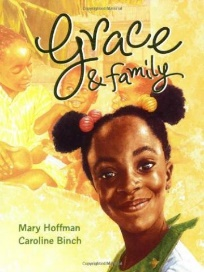 Grace
& family
Mary Hoffman
Caroline Binch